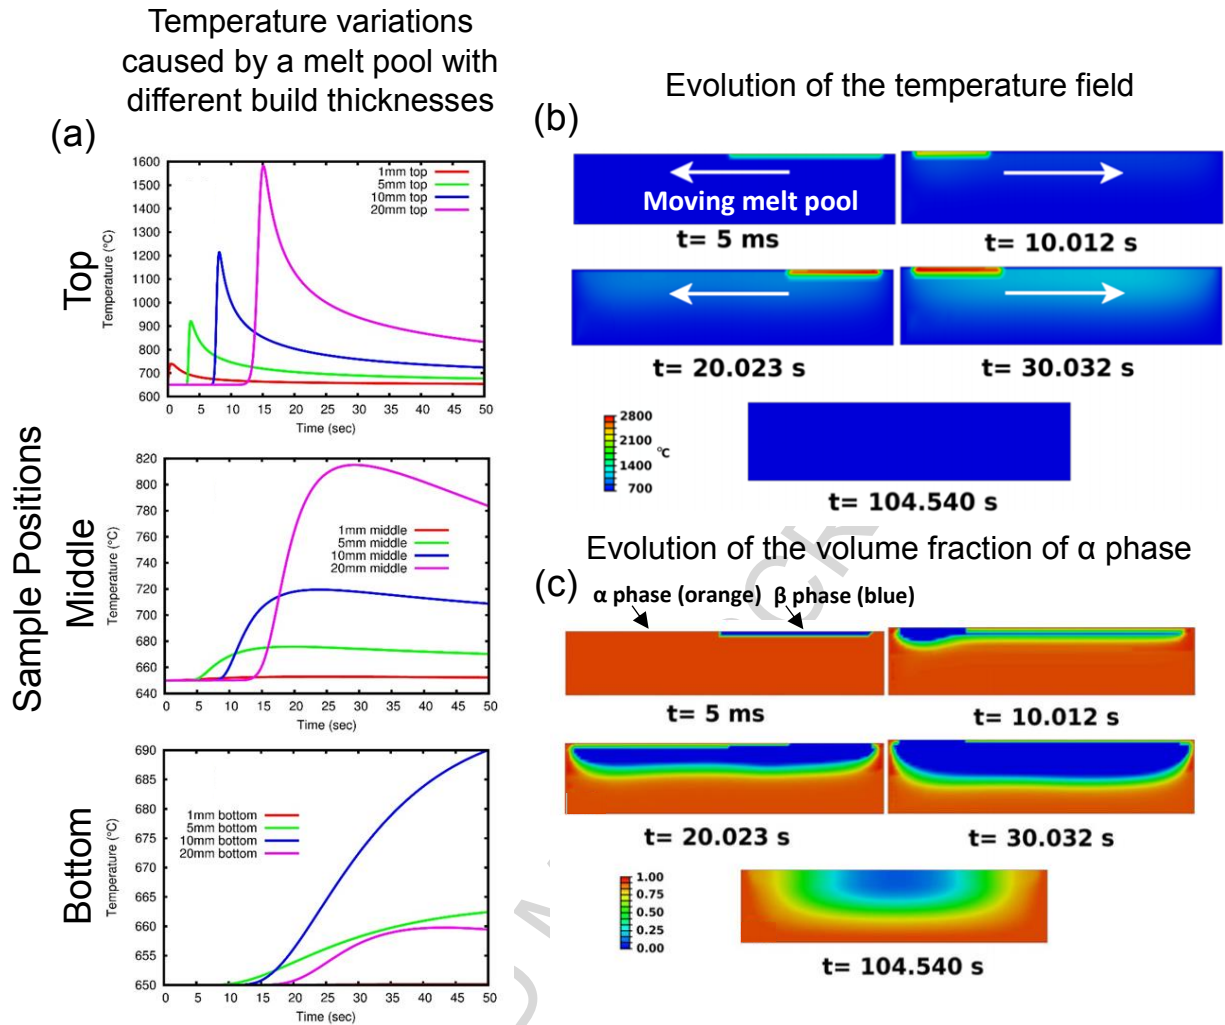 Temperature variations
caused by a melt pool with
different build thicknesses
(a)
Sample Positions
Top
Temperature (°C)
1600
1500
1400
1300
1200
1100
1000
900
800
700
600
1mm top
5mm top
10mm top
20mm top
0 5 10 15 20 25 30 35 40 45 50
Time (sec)
Middle
Temperature (°C)
820
800
780
760
740
720
700
680
660
640
1mm middle
5mm middle
10mm middle
20mm middle
0 5 10 15 20 25 30 35 40 45 50
Time (sec)
Bottom
Temperature (°C)
690
685
680
675
670
665
660
655
650
1mm bottom
5mm bottom
10mm bottom
20mm bottom
0 5 10 15 20 25 30 35 40 45 50
Time (sec)
Evolution of the temperature field
(b)
Moving melt pool
t= 5 ms
t= 10.012 s
t= 20.023 s
t= 30.032 s
2800
2100
1400
700
℃
t= 104.540 s
Evolution of the volume fraction of α phase
(c)
α phase (orange) β phase (blue)
t= 5 ms
t= 10.012 s
t= 20.023 s
t= 30.032 s
1.00
0.75
0.50
0.25
0.00
t= 104.540 s